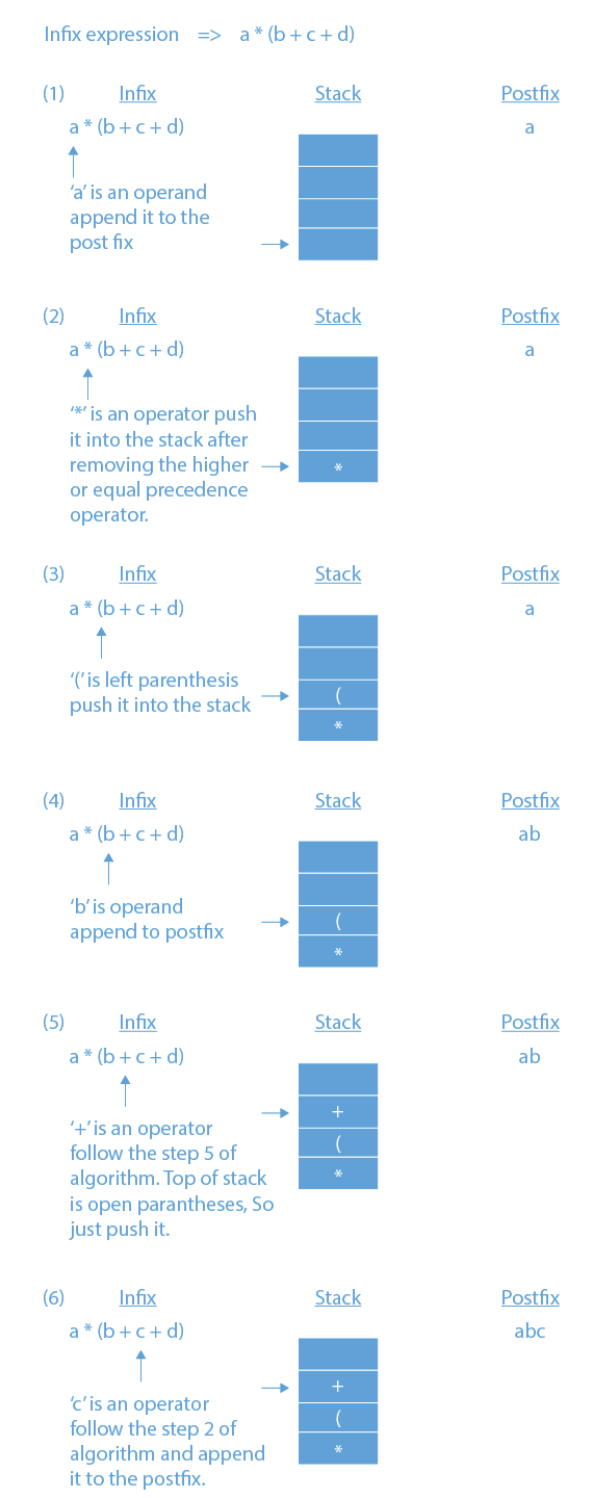 Infix expression => a * (b + c + d)
(1) Infix Stack Postfix
a * (b + c + d) a
‘a’ is an operand
append it to the
post fix
(2) Infix Stack Postfix
a * (b + c + d) a
‘*’ is an operator push
it into the stack after
removing the higher
or equal precedence
operator.
*
(3) Infix Stack Postfix
a * (b + c + d) a
‘(’ is left parenthesis
push it into the stack
(
*
(4) Infix Stack Postfix
a * (b + c + d) ab
‘b’ is operand
append to postfix
(
*
(5) Infix Stack Postfix
a * (b + c + d) ab
‘+’ is an operator
follow the step 5 of
algorithm. Top of stack
is open parantheses, So
just push it.
+
(
*
(6) Infix Stack Postfix
a * (b + c + d) abc
‘c’ is an operator
follow the step 2 of
algorithm and append
it to the postfix.
+
(
*